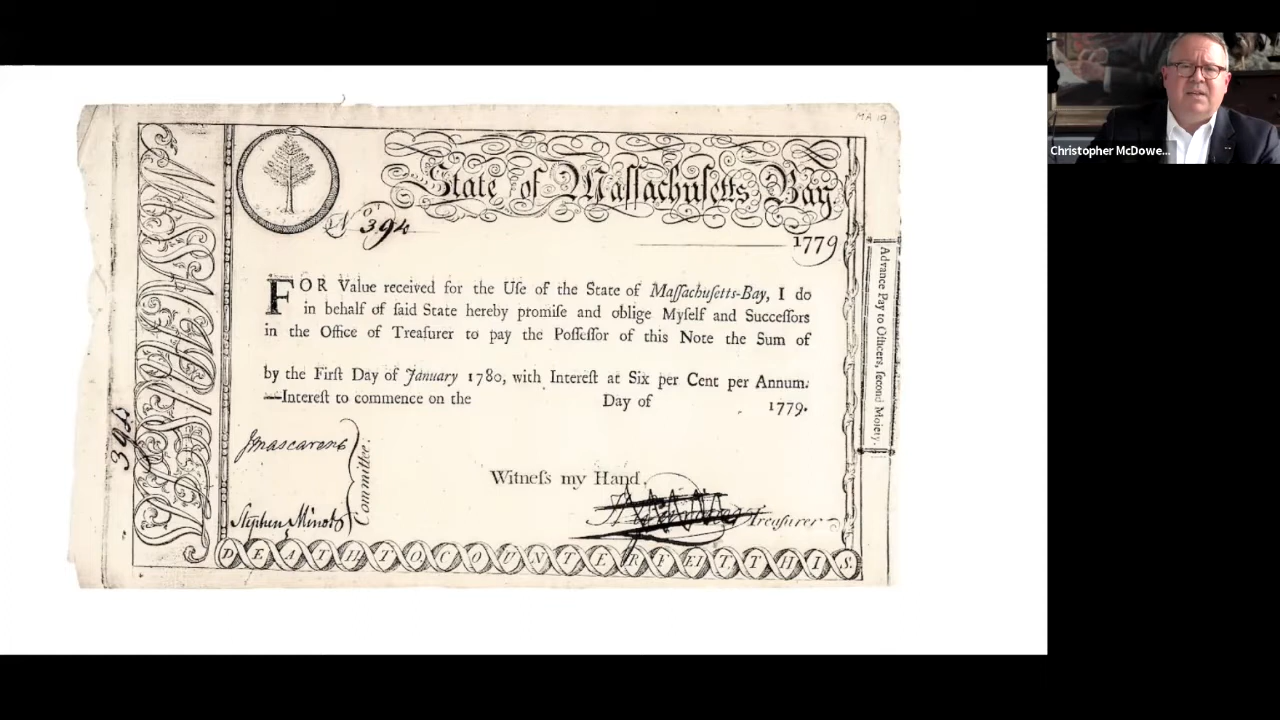 MA 19
State of Maſſachuſetts Bay
No 394
1779
FOR Value received for the Uſe of the State of Maſſachuſetts-Bay, I do
in behalf of ſaid State hereby promiſe and oblige Myſelf and Succeſſors
in the Office of Treaſurer to pay the Poſſeſſor of this Note the Sum of
by the Firſt Day of January 1780, with Intereſt at Six per Cent per Annum.
—Intereſt to commence on the Day of 1779.
Witneſs my Hand,
Stephen Minot
Committee.
Treaſurer
DEATH TO COUNTERFEIT THIS.
394
Advance Pay to Officers, ſecond Moiety.
Christopher McDowe...